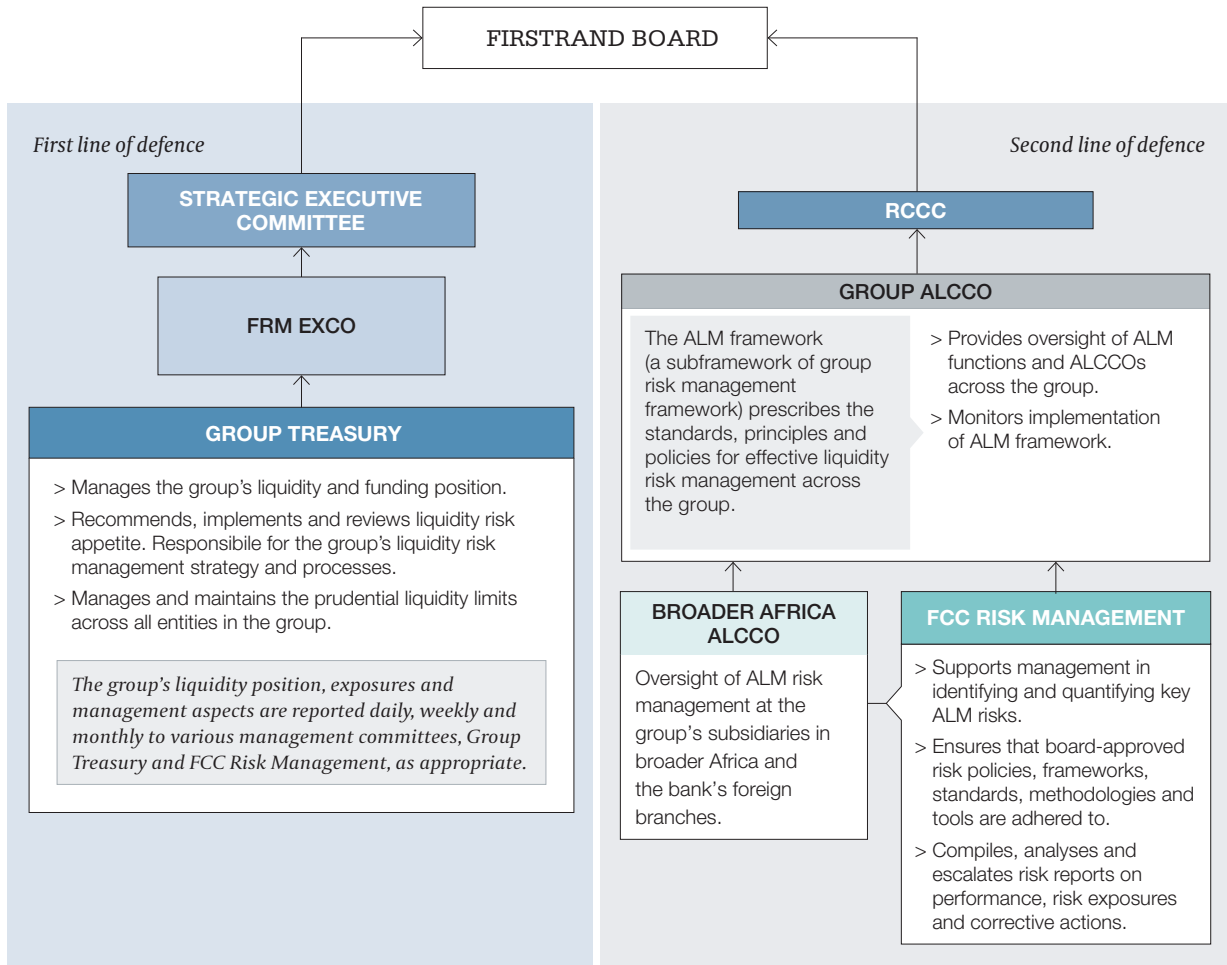 FIRSTRAND BOARD
First line of defence
STRATEGIC EXECUTIVE
COMMITTEE
FRM EXCO
GROUP TREASURY
> Manages the group's liquidity and funding position.
> Recommends, implements and reviews liquidity risk
appetite. Responsibile for the group's liquidity risk
management strategy and processes.
> Manages and maintains the prudential liquidity limits
across all entities in the group.
The group's liquidity position, exposures and
management aspects are reported daily, weekly and
monthly to various management committees, Group
Treasury and FCC Risk Management, as appropriate.
Second line of defence
RCCC
GROUP ALCCO
The ALM framework
(a subframework of group
risk management
framework) prescribes the
standards, principles and
policies for effective liquidity
risk management across
the group.
> Provides oversight of ALM
functions and ALCCOs
across the group.
> Monitors implementation
of ALM framework.
BROADER AFRICA
ALCCO
Oversight of ALM risk
management at the
group's subsidiaries in
broader Africa and
the bank's foreign
branches.
FCC RISK MANAGEMENT
> Supports management in
identifying and quantifying key
ALM risks.
> Ensures that board-approved
risk policies, frameworks,
standards, methodologies and
tools are adhered to.
> Compiles, analyses and
escalates risk reports on
performance, risk exposures
and corrective actions.